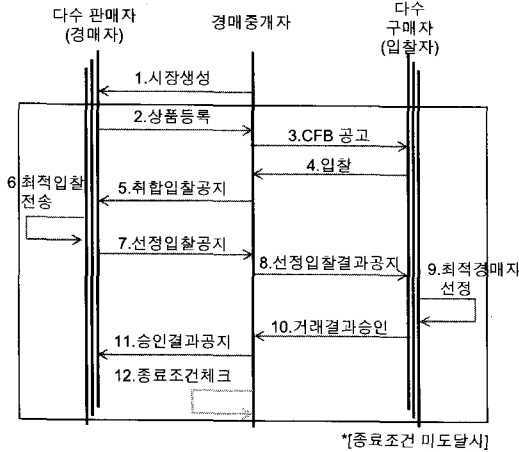 다수 판매자
(경매자)
경매중개자
다수
구매자
(입찰자)
1.시장생성
2.상품등록
3.CFB 공고
4.입찰
5.취합입찰공지
6.최적입찰
전송
7.선정입찰공지
8.선정입찰결과공지
9.최적경매자
선정
10.거래결과승인
11.승인결과공지
12.종료조건체크
*[종료조건 미도달시]